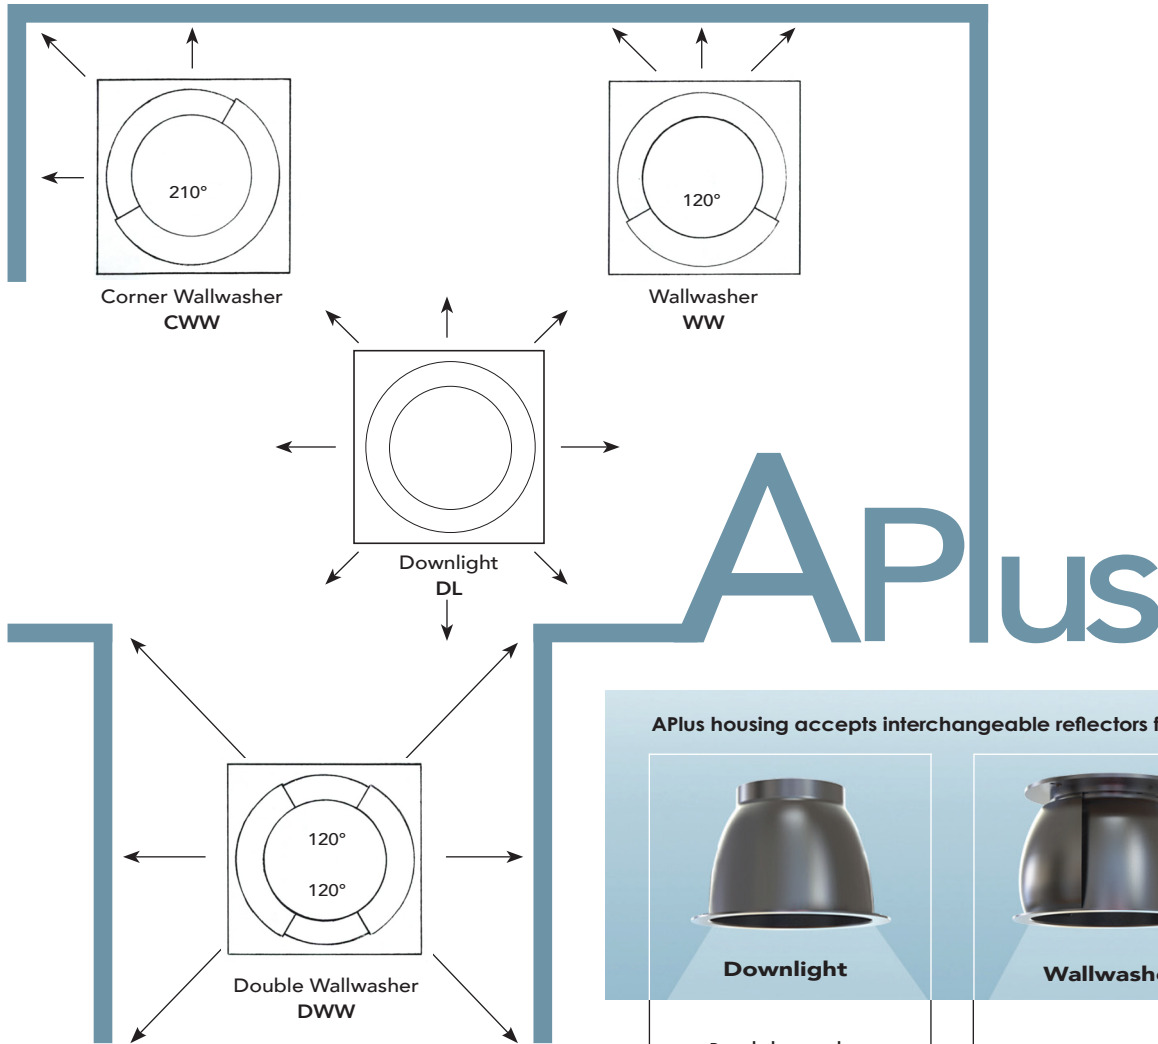 210°
Corner Wallwasher
CWW
120°
Wallwasher
WW
Downlight
DL
APlus
120°
120°
Double Wallwasher
DWW
APlus housing accepts interchangeable reflectors
Downlight